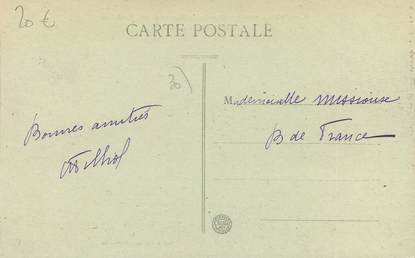 20 €
CARTE POSTALE
30
Mademoiselle
Bonnes amitiés
B de France